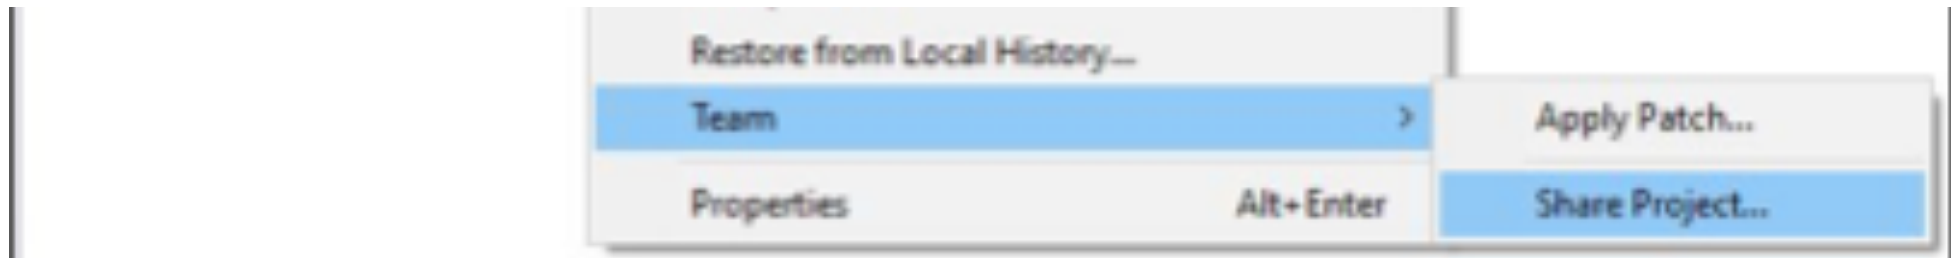 Restore from Local History...
Team >
Apply Patch...
Properties Alt+Enter
Share Project...